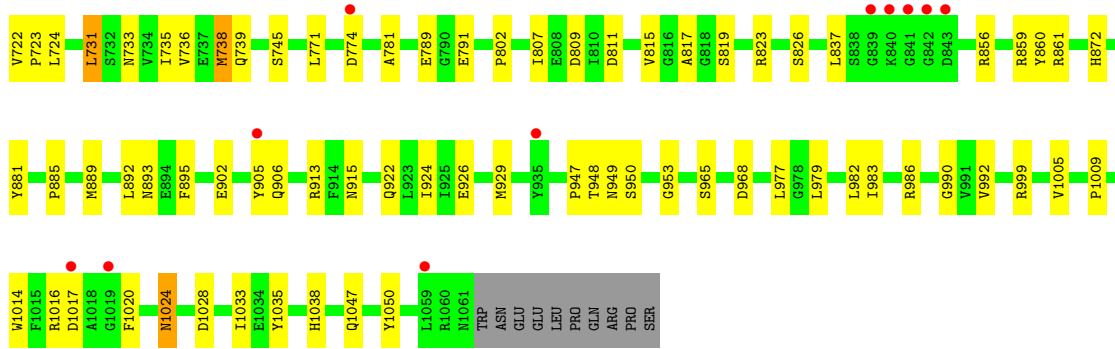 V722 P723 L724 L731 S732 N733 V734 I735 V736 E737 M738 Q739 S745 L771 D774 A781 E789 G790 E791 P802 I807 E808 D809 I810 D811 V815 G816 A817 G818 S819 R823 S826 L837 S838 G839 K840 G841 G842 D843 R856 R859 Y860 R861 H872
Y881 P885 M889 L892 N893 E894 F895 E902 Y905 Q906 R913 F914 N915 Q922 L923 I924 I925 E926 M929 Y935 P947 T948 N949 S950 G953 S965 D968 L977 G978 L979 L982 I983 R986 G990 V991 V992 R999 V1005 P1009
W1014 F1015 R1016 D1017 A1018 G1019 F1020 N1024 D1028 I1033 E1034 Y1035 H1038 Q1047 Y1050 L1059 R1060 N1061 TRP ASN GLU GLU LEU PRO GLN ARG PRO SER